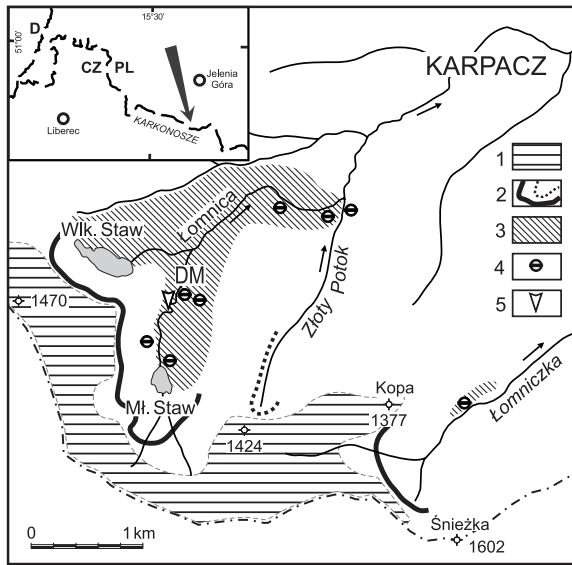 15°30'
51°00'
D
CZ
PL
Jelenia
Góra
Liberec
KARKONOSZE
KARPACZ
1
2
3
4
5
Łomnica
Wlk. Staw
DM
1470
Złoty Potok
Mł. Staw
Kopa
1377
1424
Łomniczka
Śnieżka
1602
0
1 km